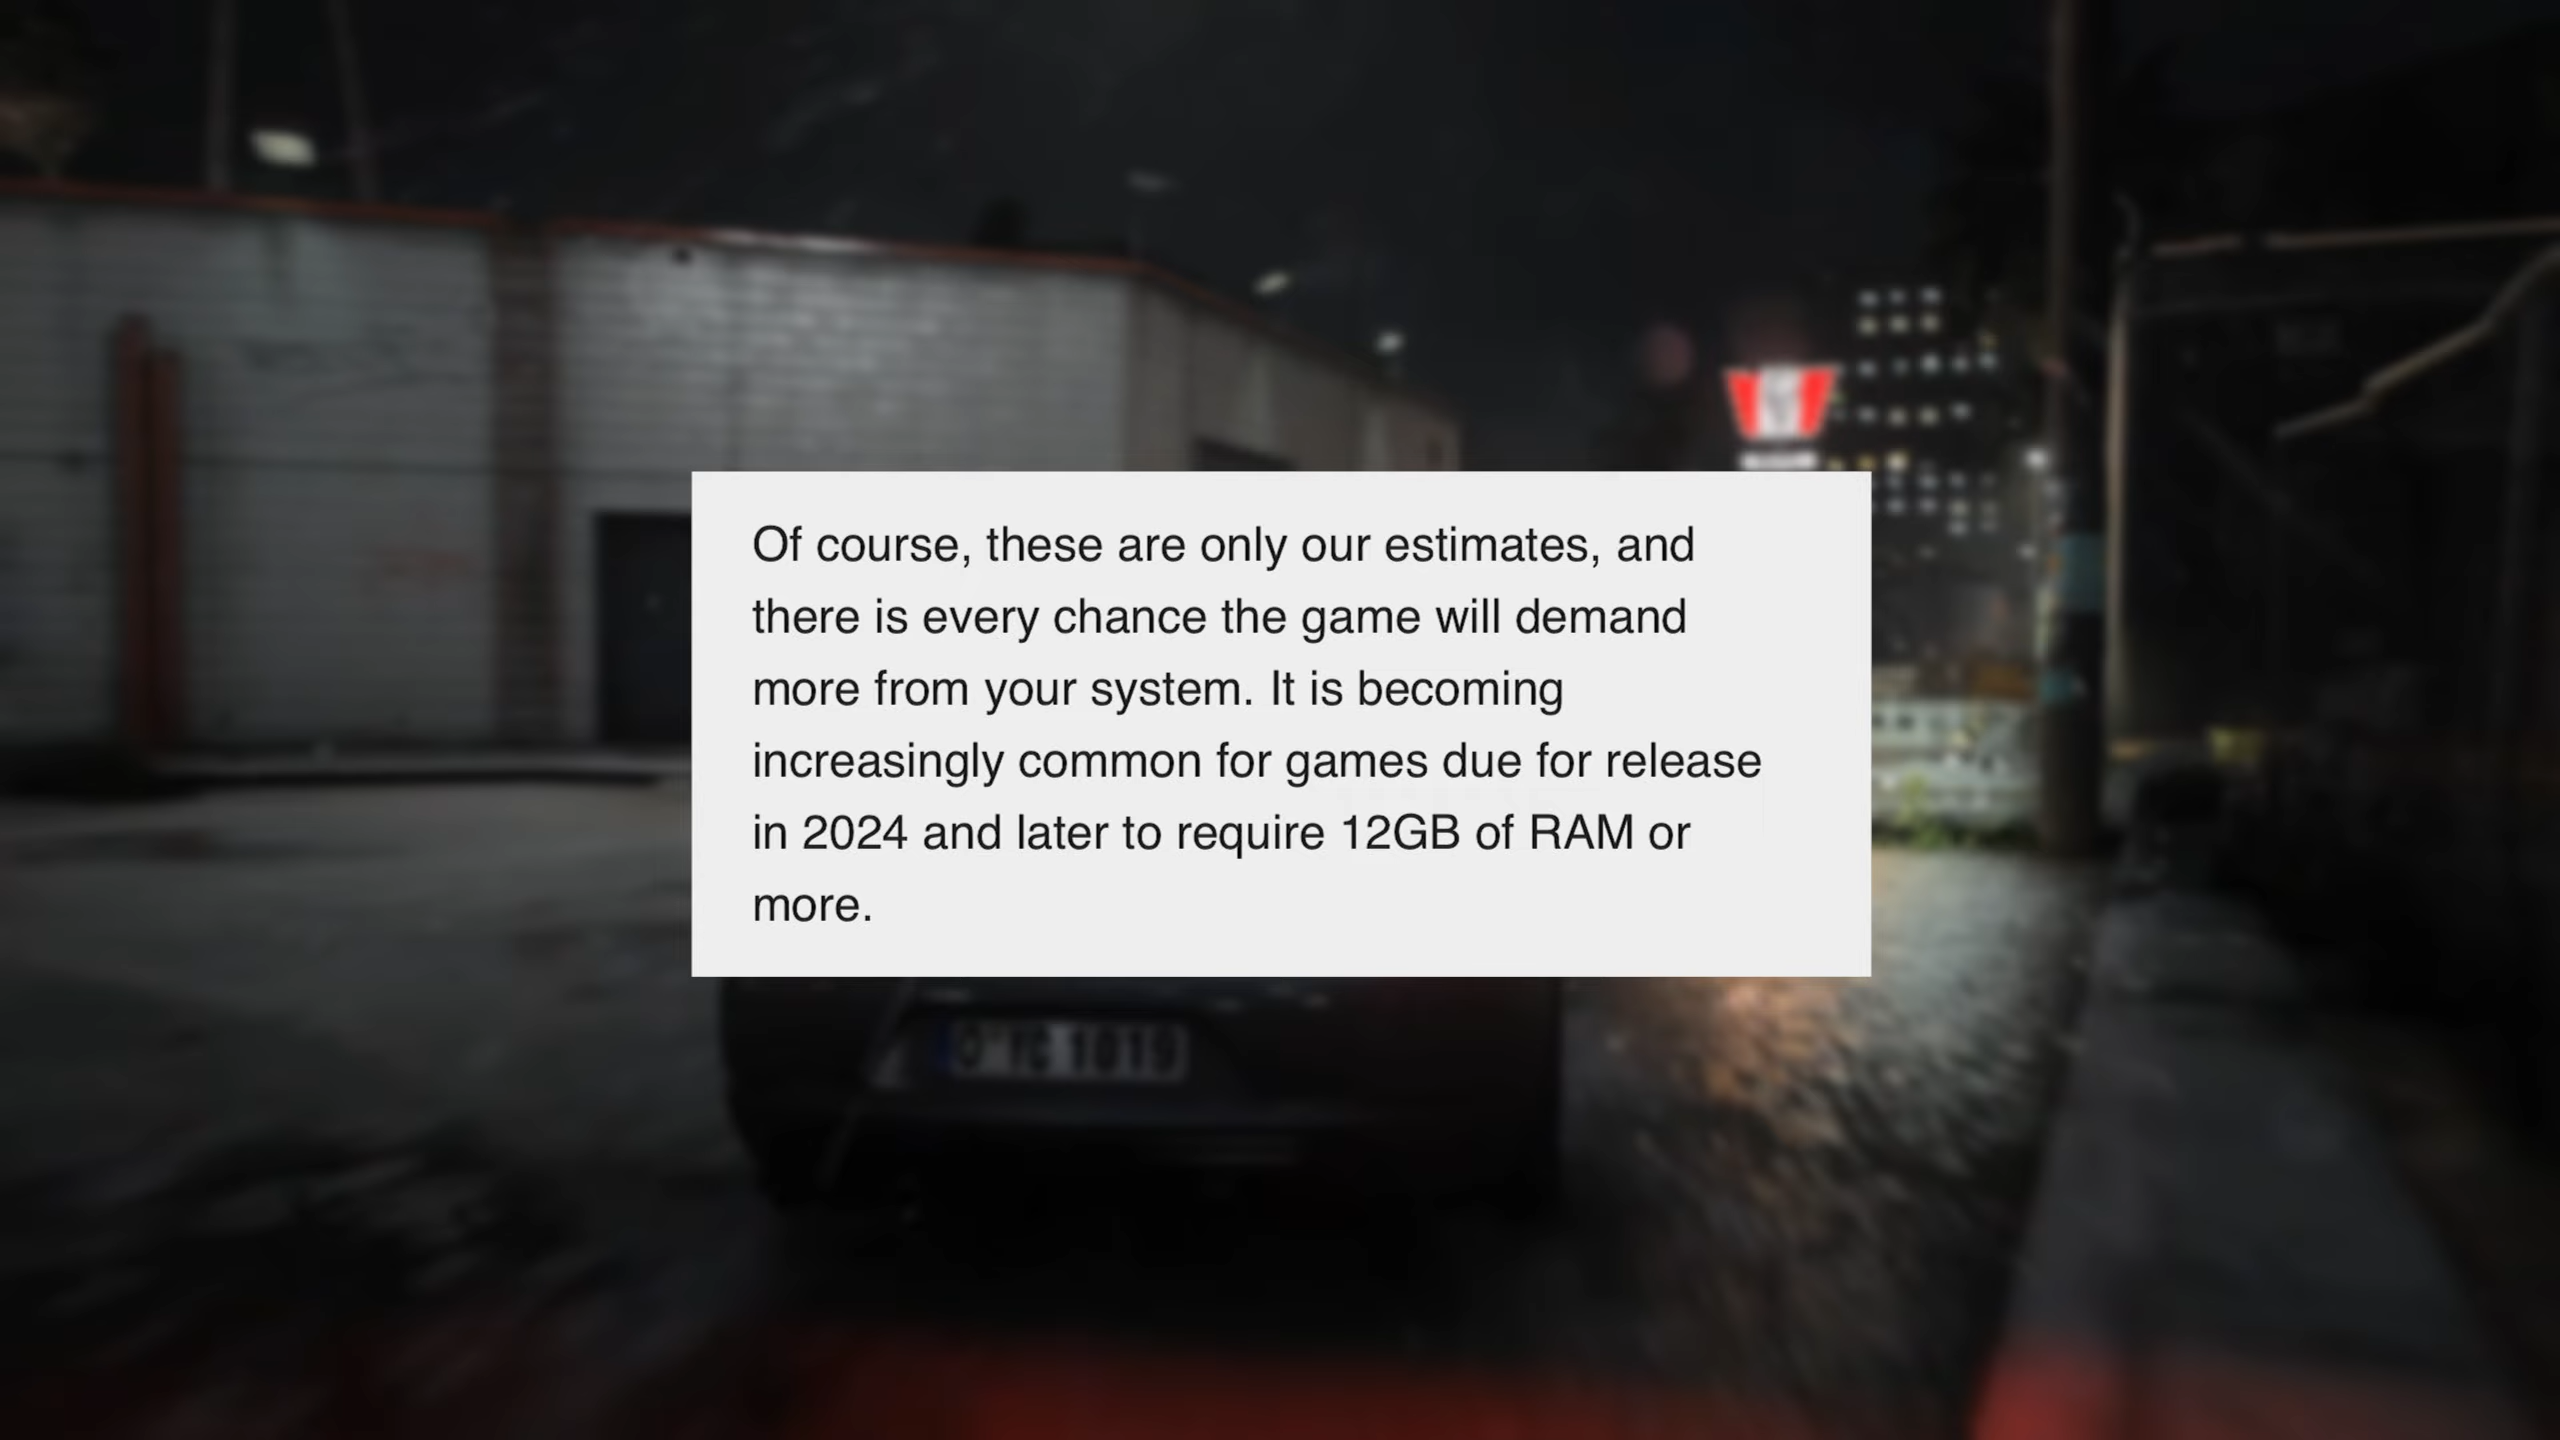 Of course, these are only our estimates, and
there is every chance the game will demand
more from your system. It is becoming
increasingly common for games due for release
in 2024 and later to require 12GB of RAM or
more.